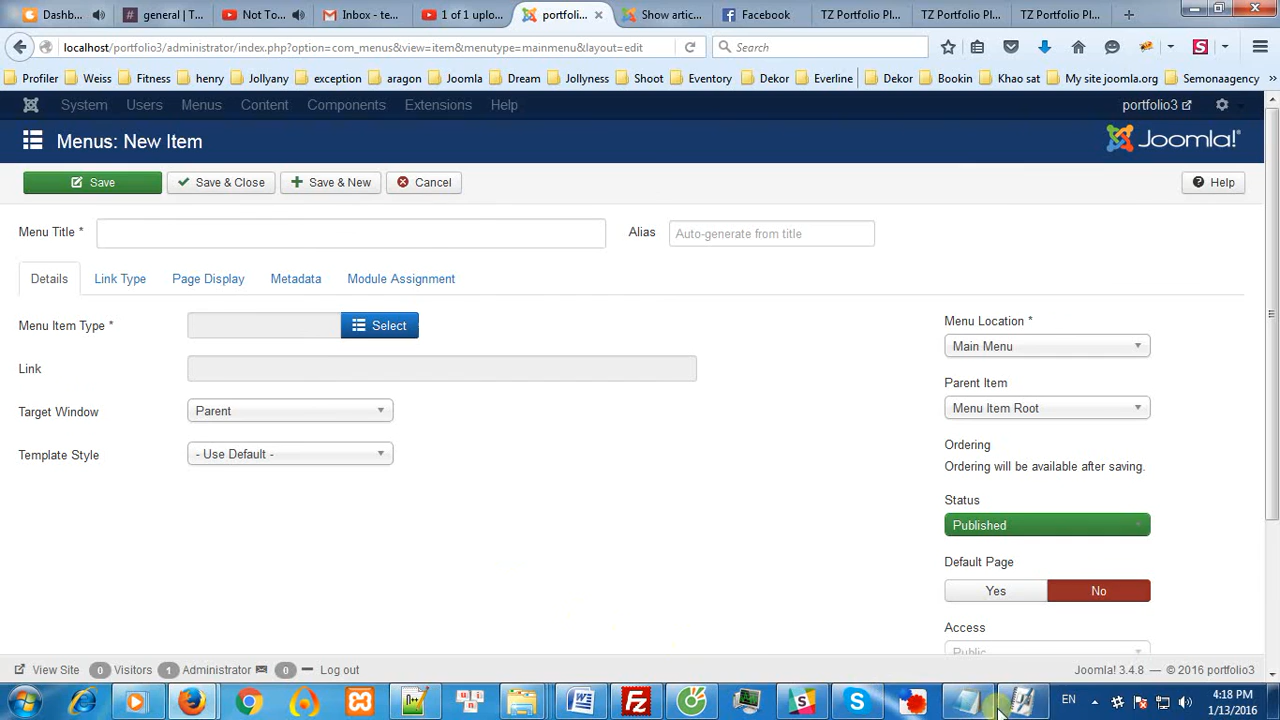 Dashb...
general | T...
Not To...
Inbox - te...
1 of 1 uplo...
portfoli...
Show artic...
Facebook
TZ Portfolio Pl...
TZ Portfolio Pl...
TZ Portfolio Pl...
localhost/portfolio3/administrator/index.php?option=com_menus&view=item&menutype=mainmenu&layout=edit
Search
Profiler
Weiss
Fitness
henry
Jollyany
exception
aragon
Joomla
Dream
Jollyness
Shoot
Eventory
Dekor
Everline
Dekor
Bookin
Khao sat
My site joomla.org
Semonaagency
System
Users
Menus
Content
Components
Extensions
Help
portfolio3
Menus: New Item
Joomla!®
Save
Save & Close
Save & New
Cancel
Help
Menu Title *
Alias
Auto-generate from title
Details
Link Type
Page Display
Metadata
Module Assignment
Menu Item Type *
Select
Link
Target Window
Parent
Template Style
- Use Default -
Menu Location *
Main Menu
Parent Item
Menu Item Root
Ordering
Ordering will be available after saving.
Status
Published
Default Page
Yes
No
Access
Public
View Site
0 Visitors
1 Administrator
0
Log out
Joomla! 3.4.8 — © 2016 portfolio3
EN
4:18 PM
1/13/2016